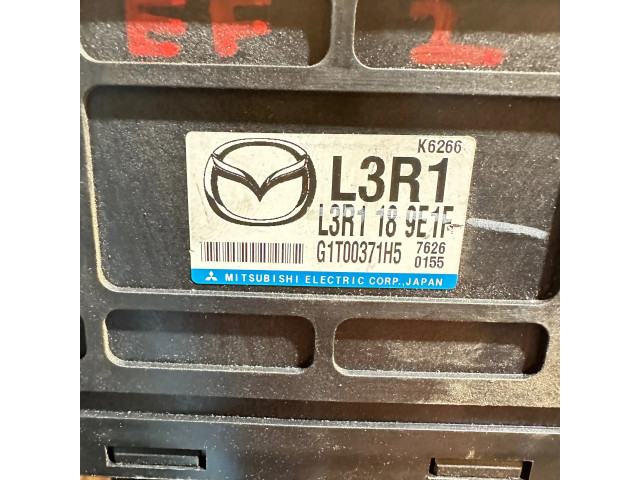 EF 2
K6266
L3R1
L3R1 18 9E1F
G1T00371H5 7626
0155
MITSUBISHI ELECTRIC CORP., JAPAN